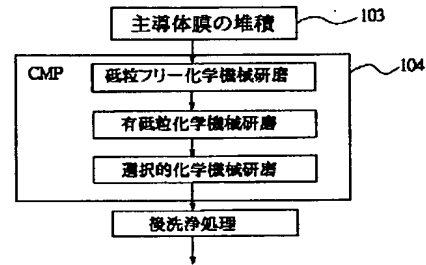 主導体膜の堆積
103
CMP
104
砥粒フリー化学機械研磨
有砥粒化学機械研磨
選択的化学機械研磨
後洗浄処理